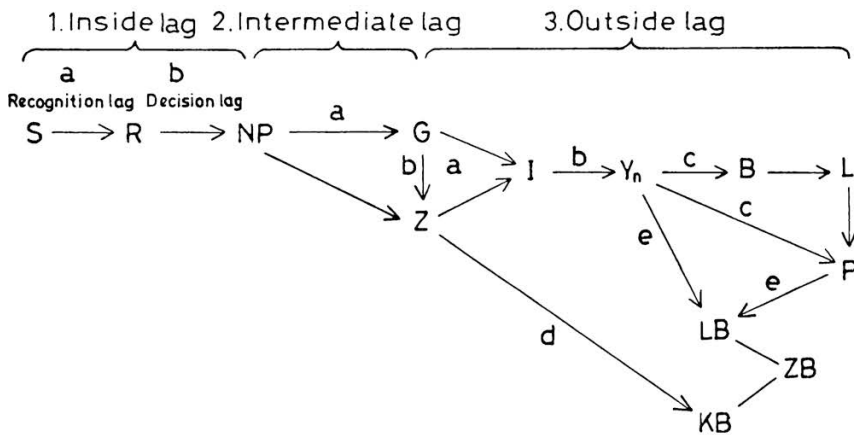 1. Inside lag 2. Intermediate lag 3. Outside lag
a b
Recognition lag Decision lag
S R NP a G
b a I b Yn c B L
Z c
e P
e
d LB
ZB
KB